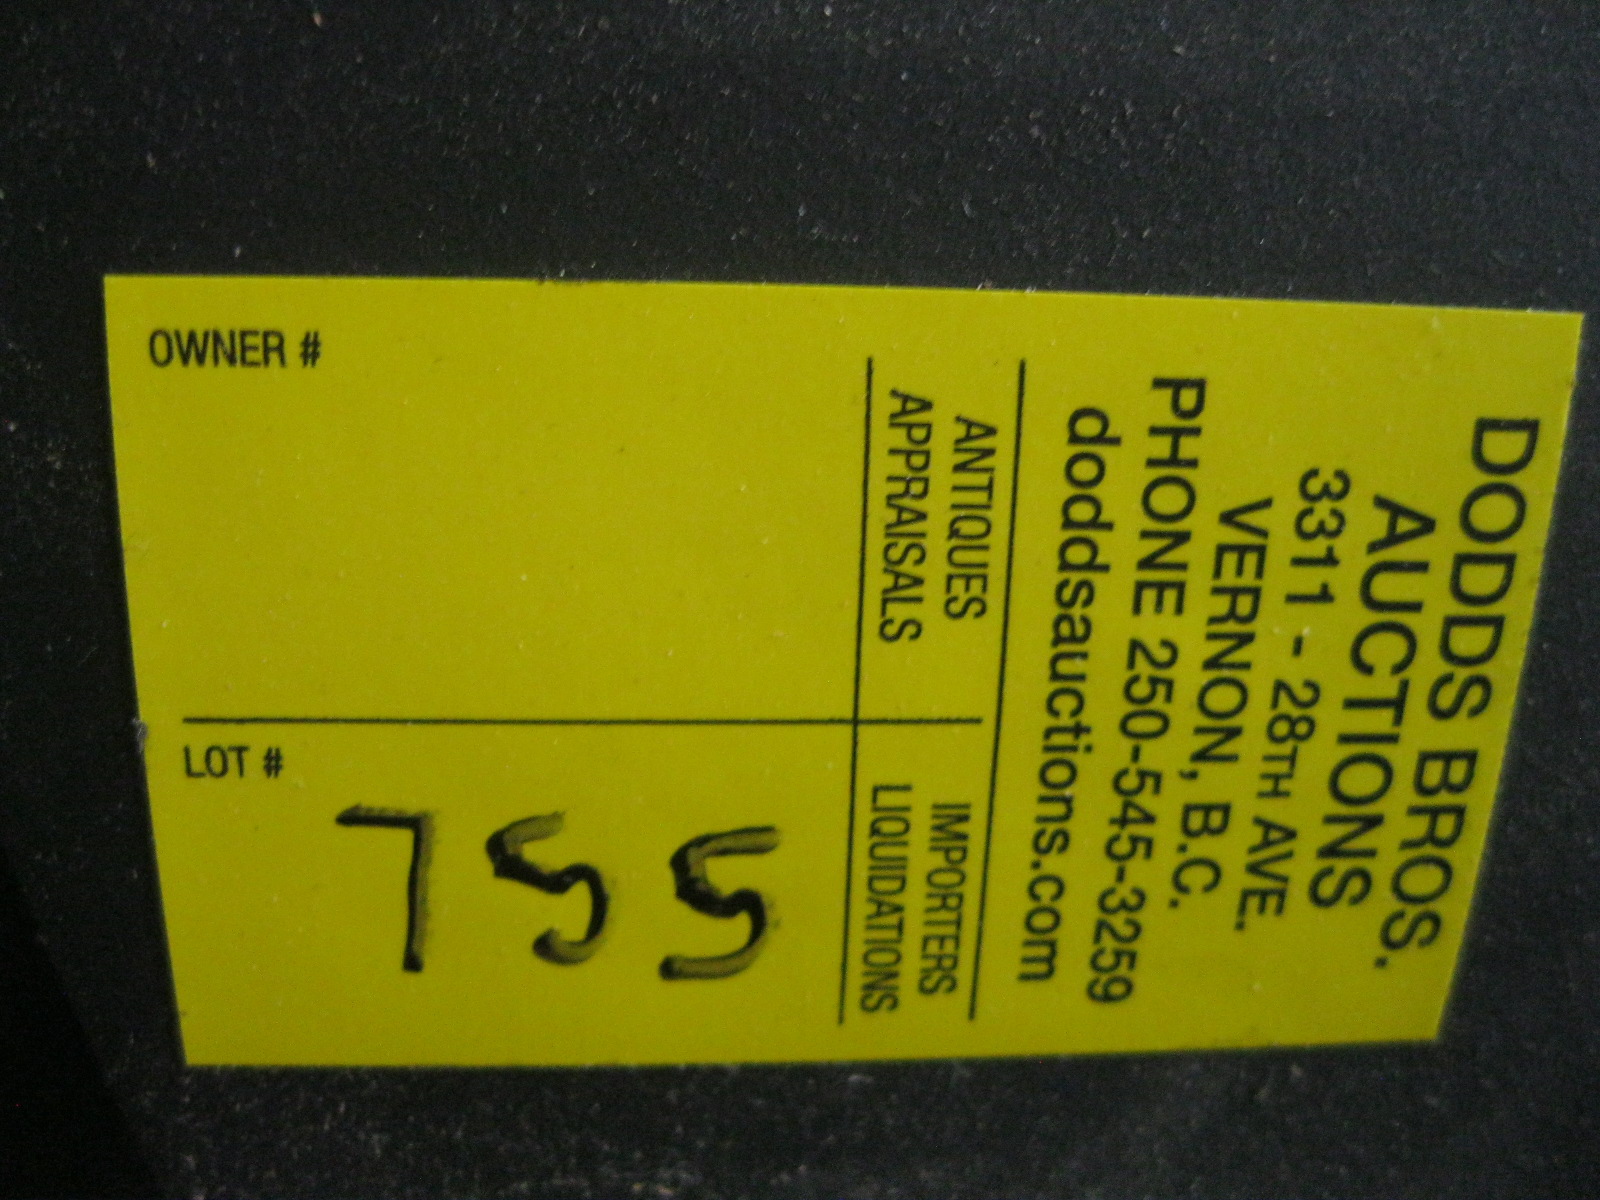 DODDS BROS.
AUCTIONS
3311 - 28TH AVE.
VERNON, B.C.
PHONE 250-545-3259
doddsauctions.com
ANTIQUES
APPRAISALS
IMPORTERS
LIQUIDATIONS
OWNER #
LOT #
755